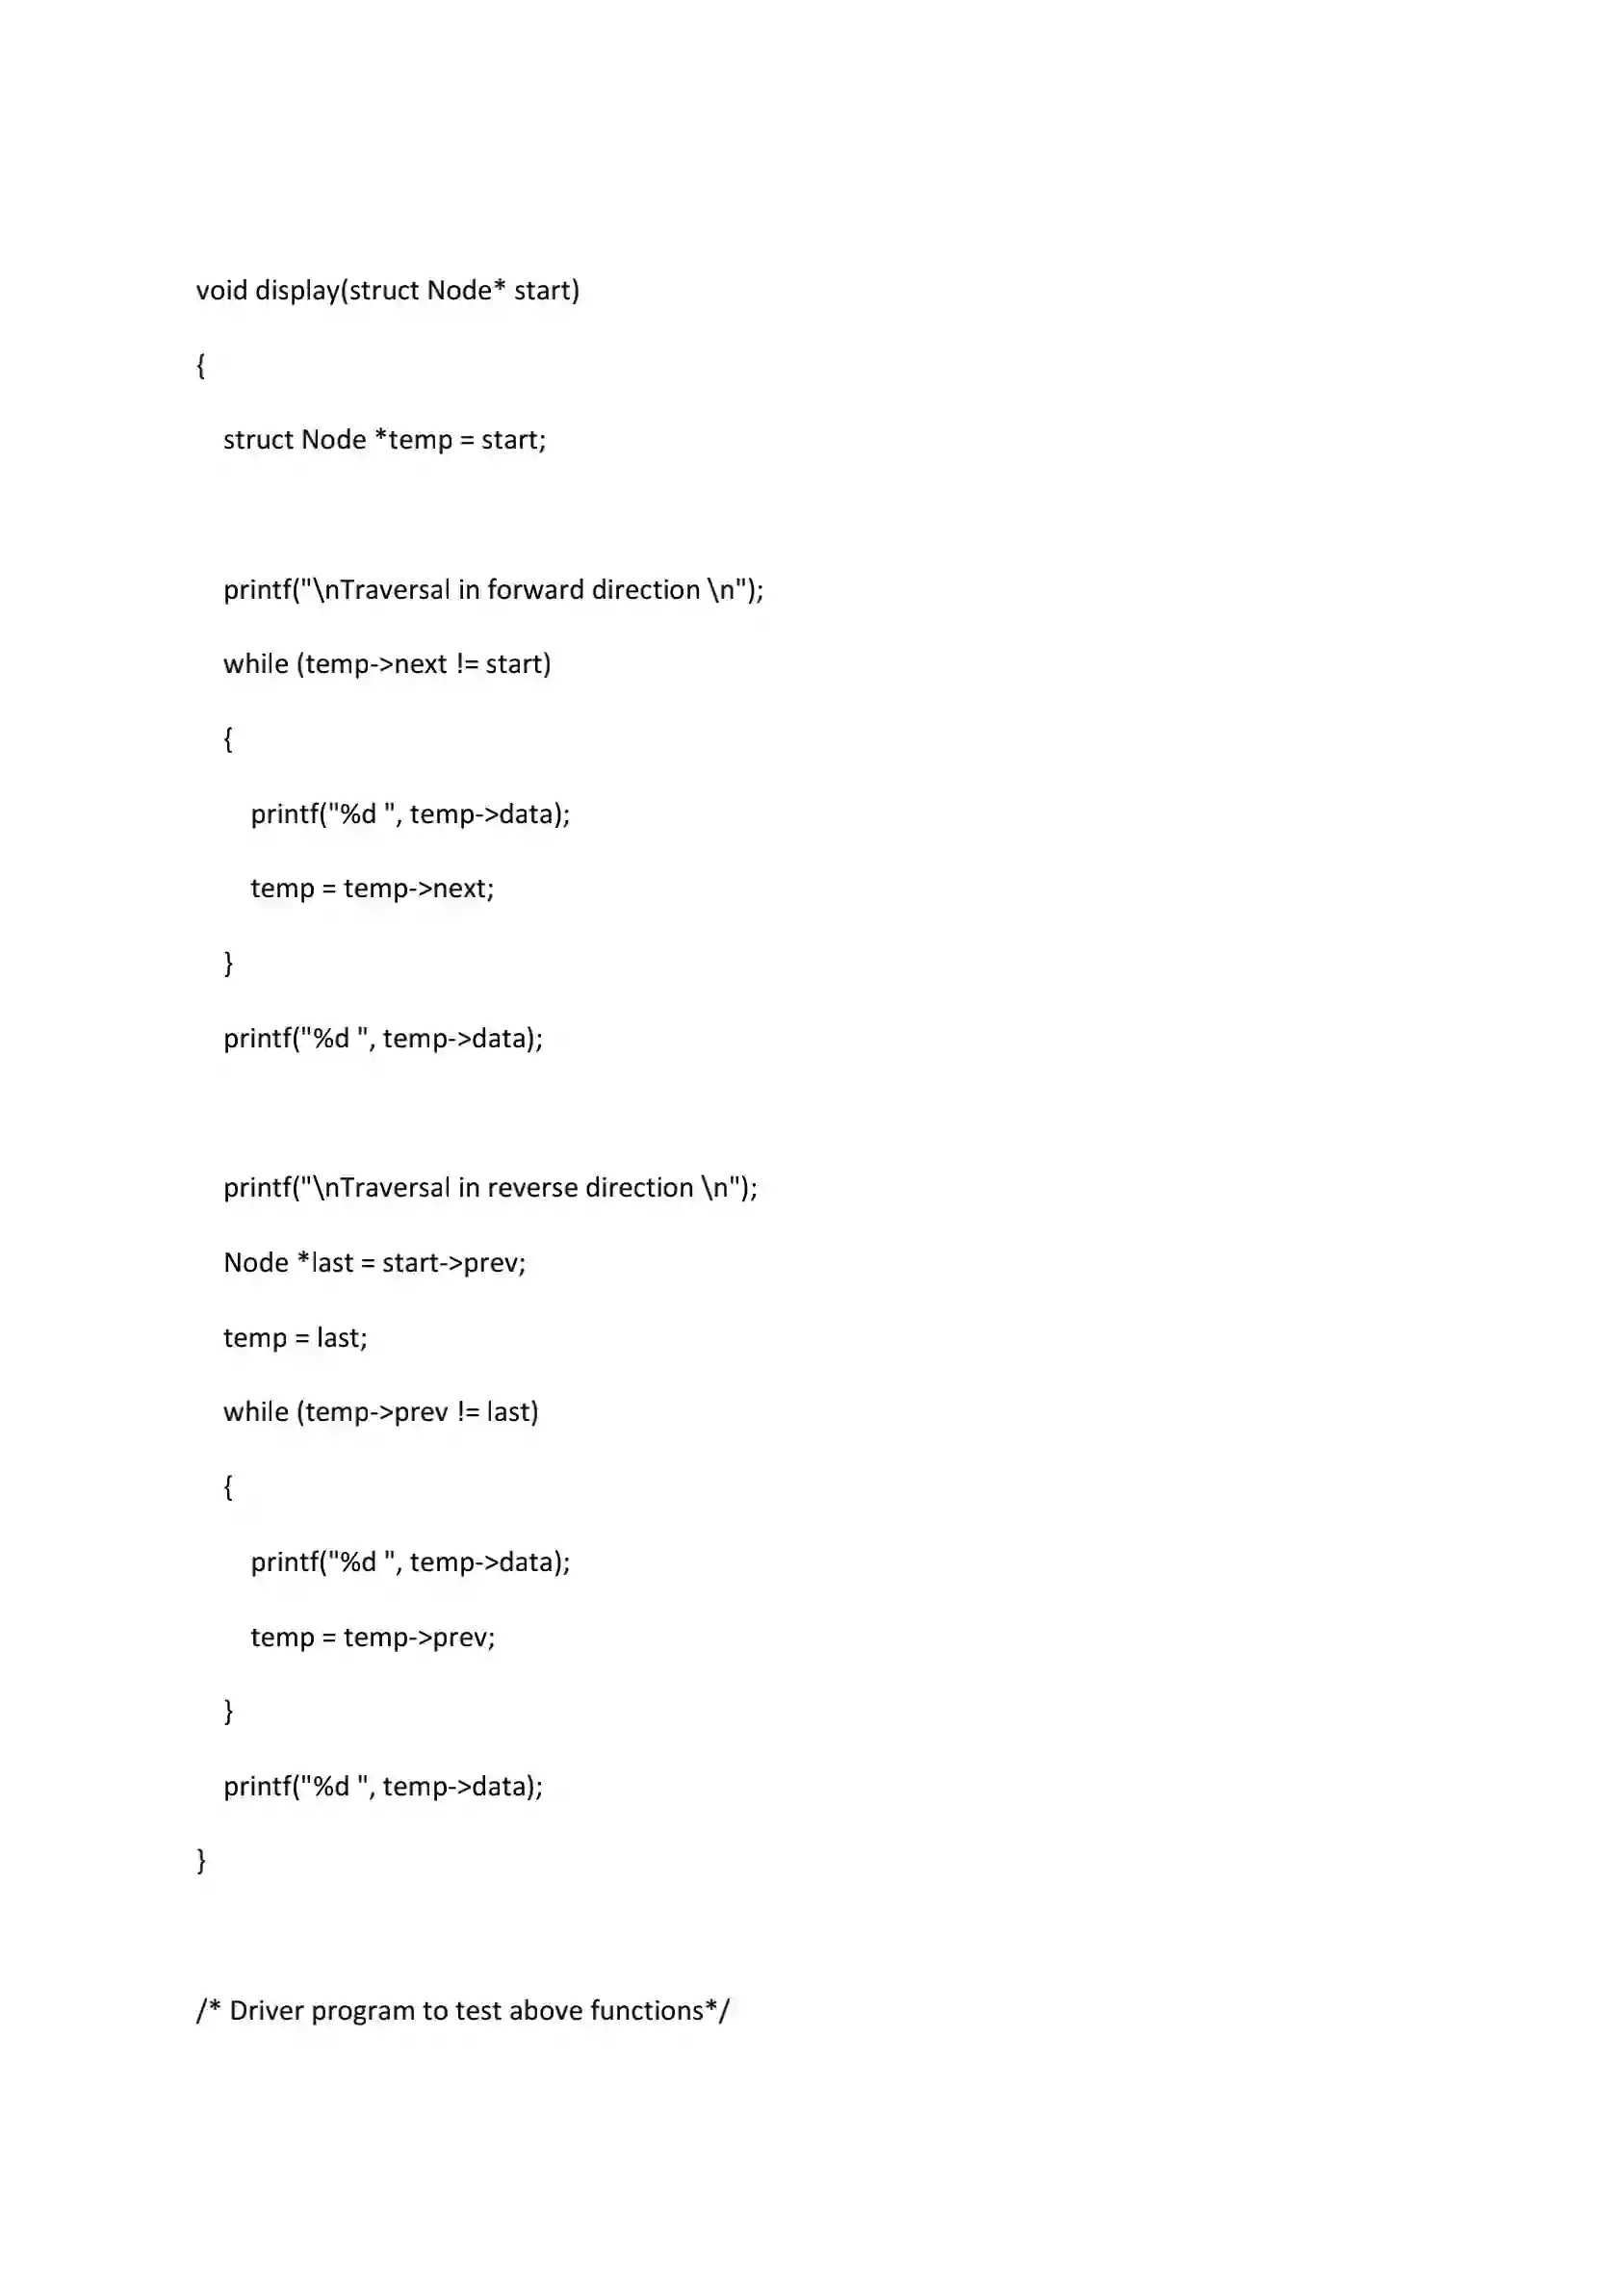 void display(struct Node* start)
{
struct Node *temp = start;
printf("\nTraversal in forward direction \n");
while (temp->next != start)
{
printf("%d ", temp->data);
temp = temp->next;
}
printf("%d ", temp->data);
printf("\nTraversal in reverse direction \n");
Node *last = start->prev;
temp = last;
while (temp->prev != last)
{
printf("%d ", temp->data);
temp = temp->prev;
}
printf("%d ", temp->data);
}
/* Driver program to test above functions*/